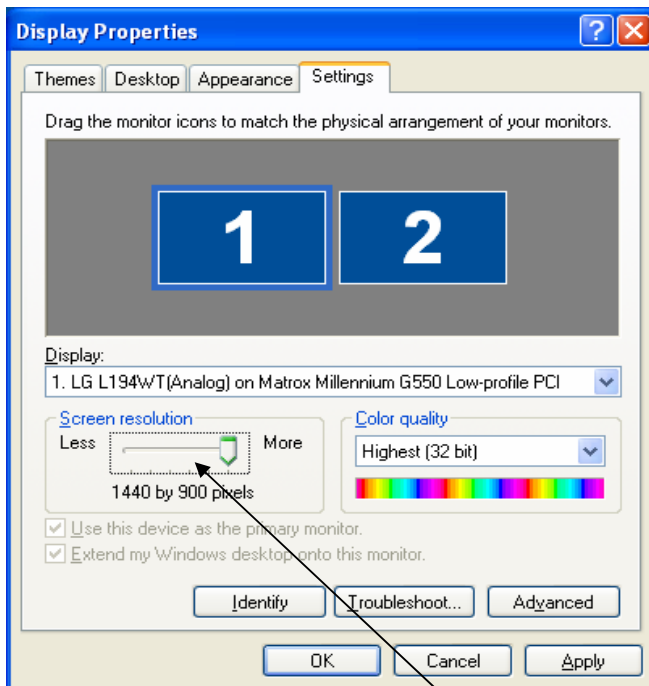 Display Properties
Themes Desktop Appearance Settings
Drag the monitor icons to match the physical arrangement of your monitors.
1 2
Display:
1. LG L194WT(Analog) on Matrox Millennium G550 Low-profile PCI
Screen resolution Color quality
Less More Highest (32 bit)
1440 by 900 pixels
Use this device as the primary monitor.
Extend my Windows desktop onto this monitor.
Identify Troubleshoot... Advanced
OK Cancel Apply